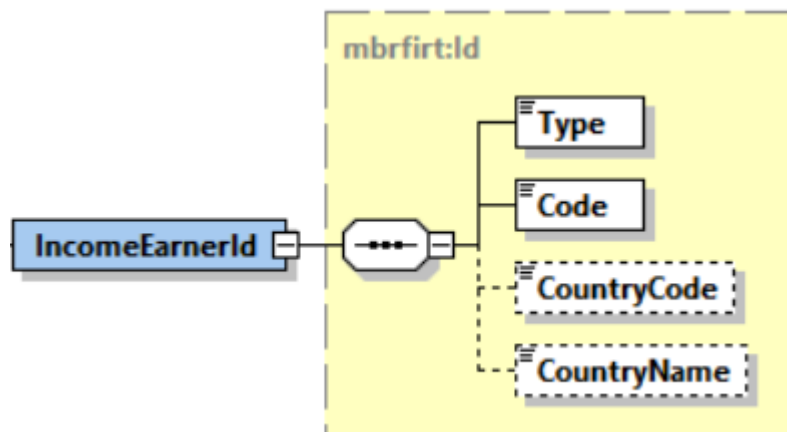 mbrfirt:Id
Type
Code
IncomeEarnerId
CountryCode
CountryName